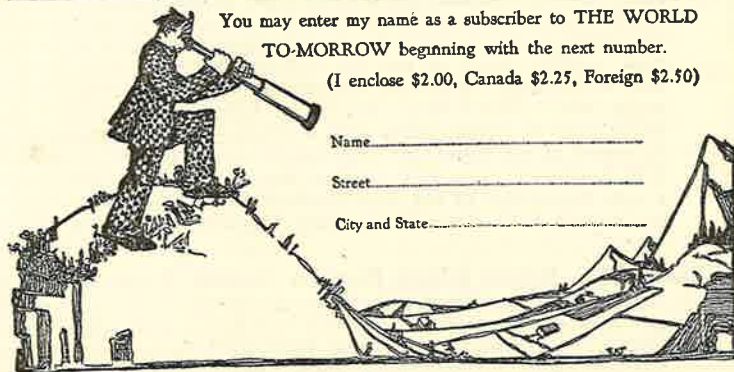 You may enter my name as a subscriber to THE WORLD
TO-MORROW beginning with the next number.
(I enclose $2.00, Canada $2.25, Foreign $2.50)
Name
Street
City and State